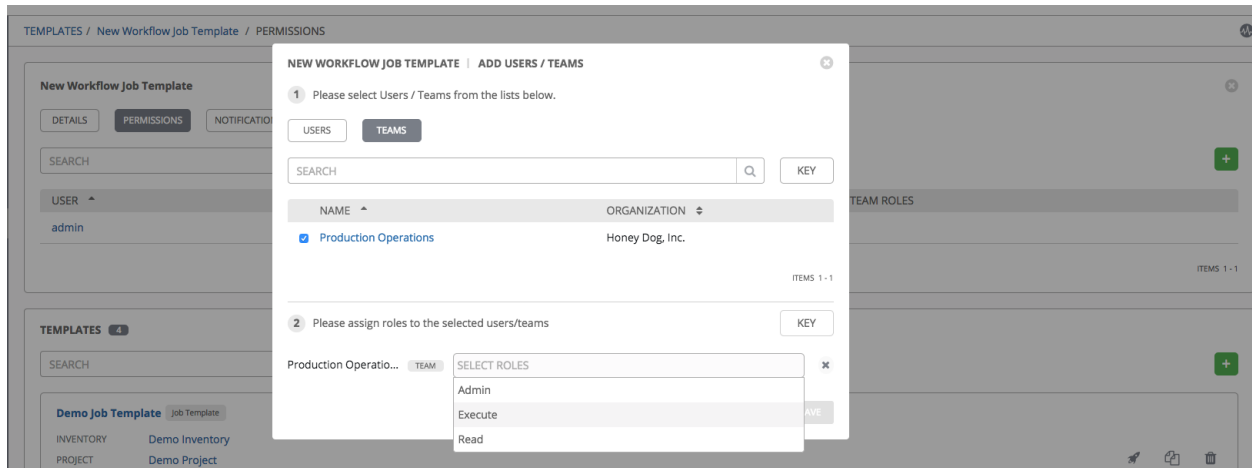 TEMPLATES / New Workflow Job Template / PERMISSIONS
NEW WORKFLOW JOB TEMPLATE | ADD USERS / TEAMS
1 Please select Users / Teams from the lists below.
USERS TEAMS
SEARCH KEY
NAME ORGANIZATION
Production Operations Honey Dog, Inc.
ITEMS 1 - 1
2 Please assign roles to the selected users/teams KEY
Production Operatio... TEAM SELECT ROLES
Admin
Execute
Read
New Workflow Job Template
DETAILS PERMISSIONS
SEARCH
USER TEAM ROLES
admin
ITEMS 1 - 1
TEMPLATES 4
SEARCH
Demo Job Template Job Template
INVENTORY Demo Inventory
PROJECT Demo Project